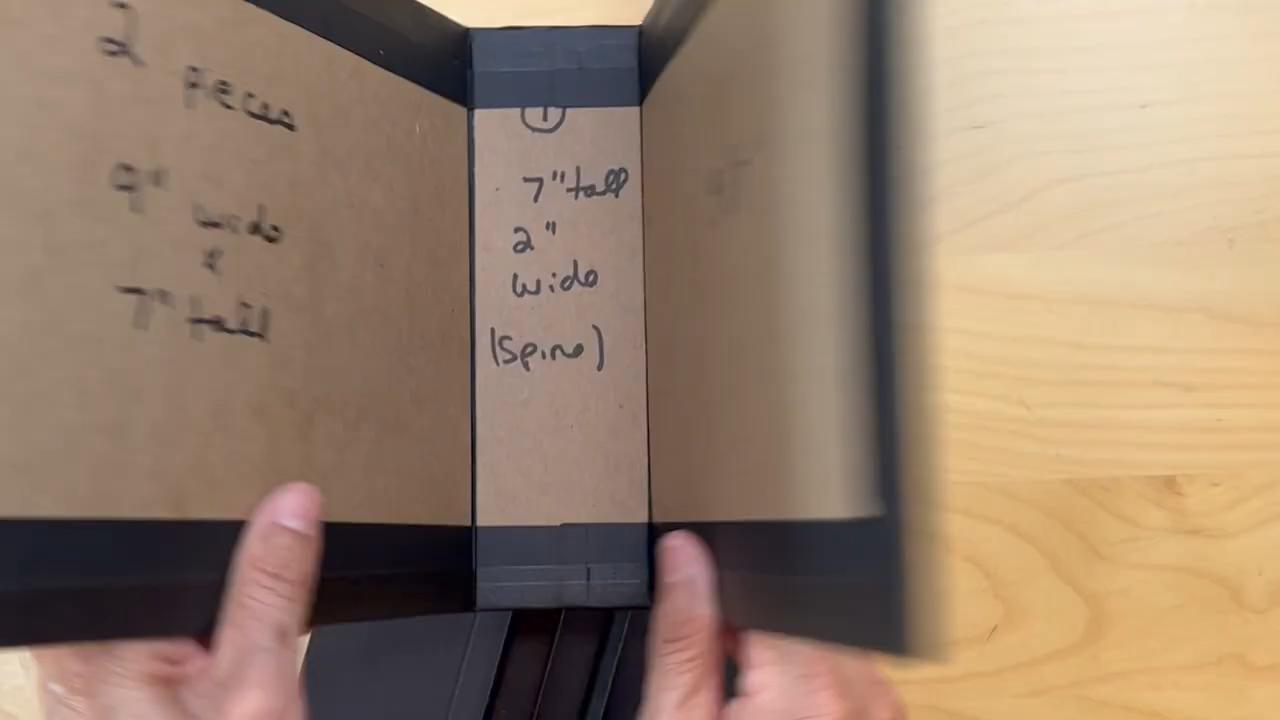 2
pieces
9" wide
x
7" tall
1
7" tall
2"
wide
(Spine)